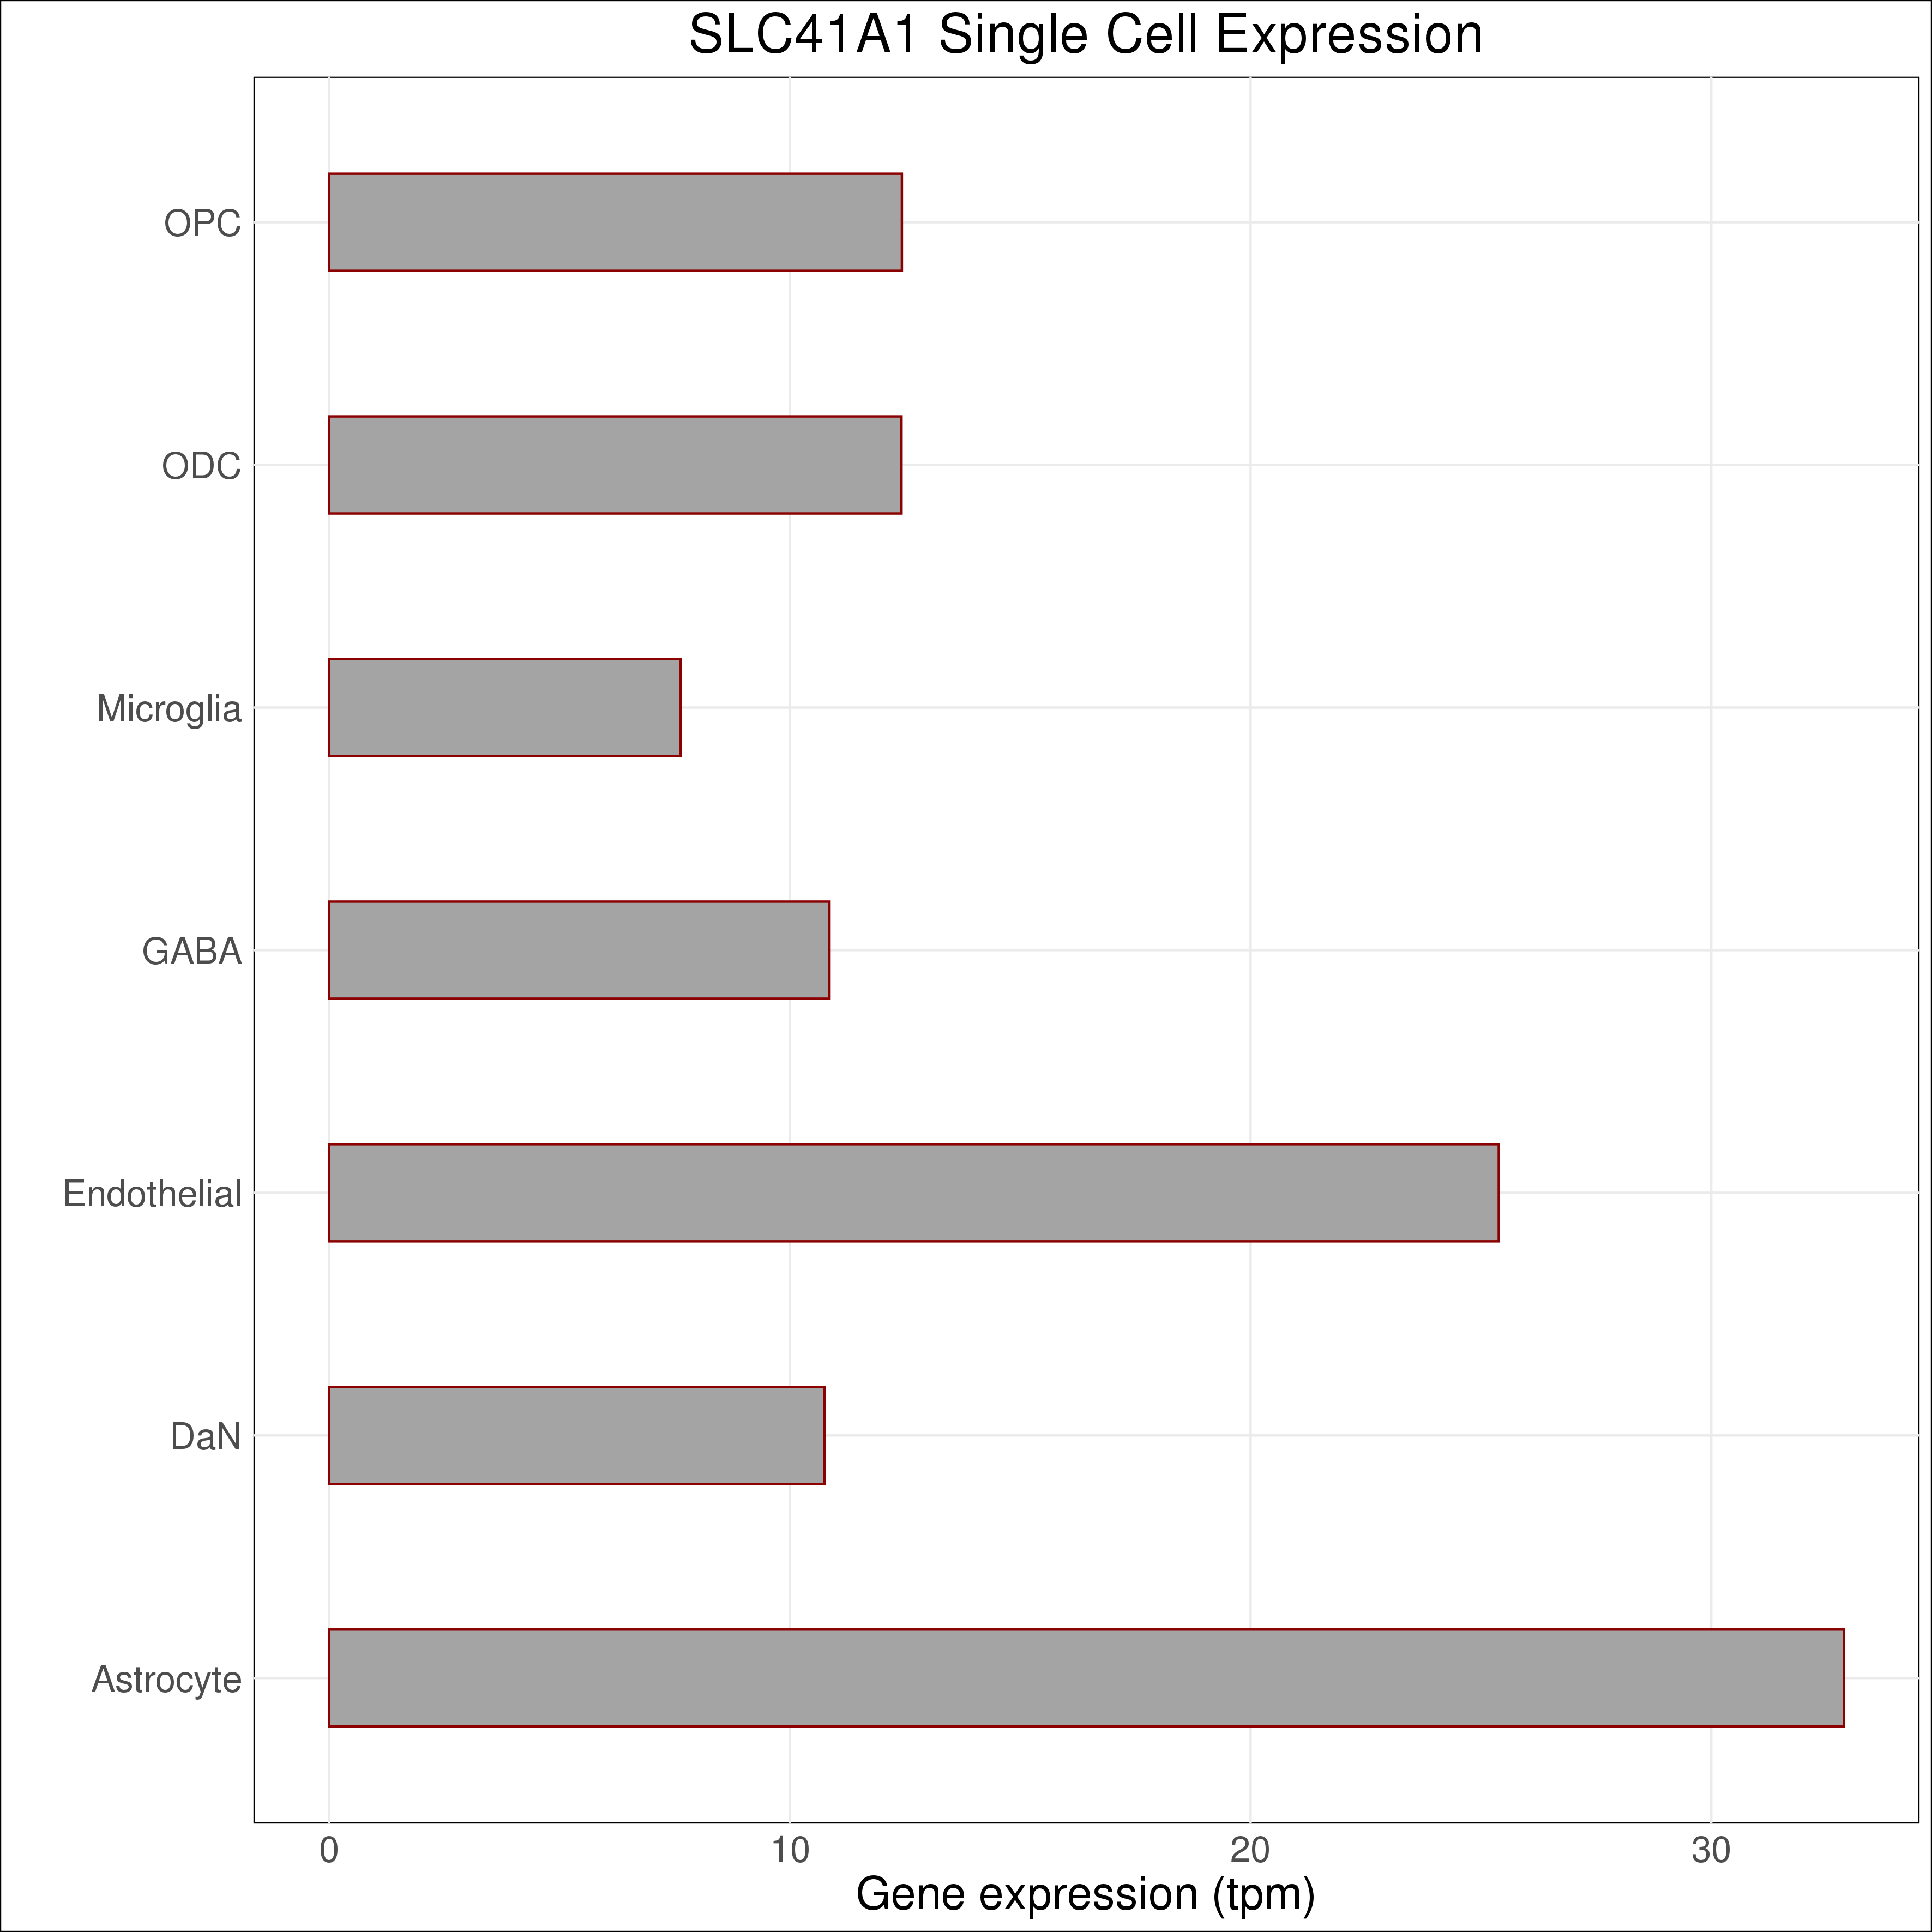 SLC41A1 Single Cell Expression
OPC
ODC
Microglia
GABA
Endothelial
DaN
Astrocyte
0 10 20 30
Gene expression (tpm)